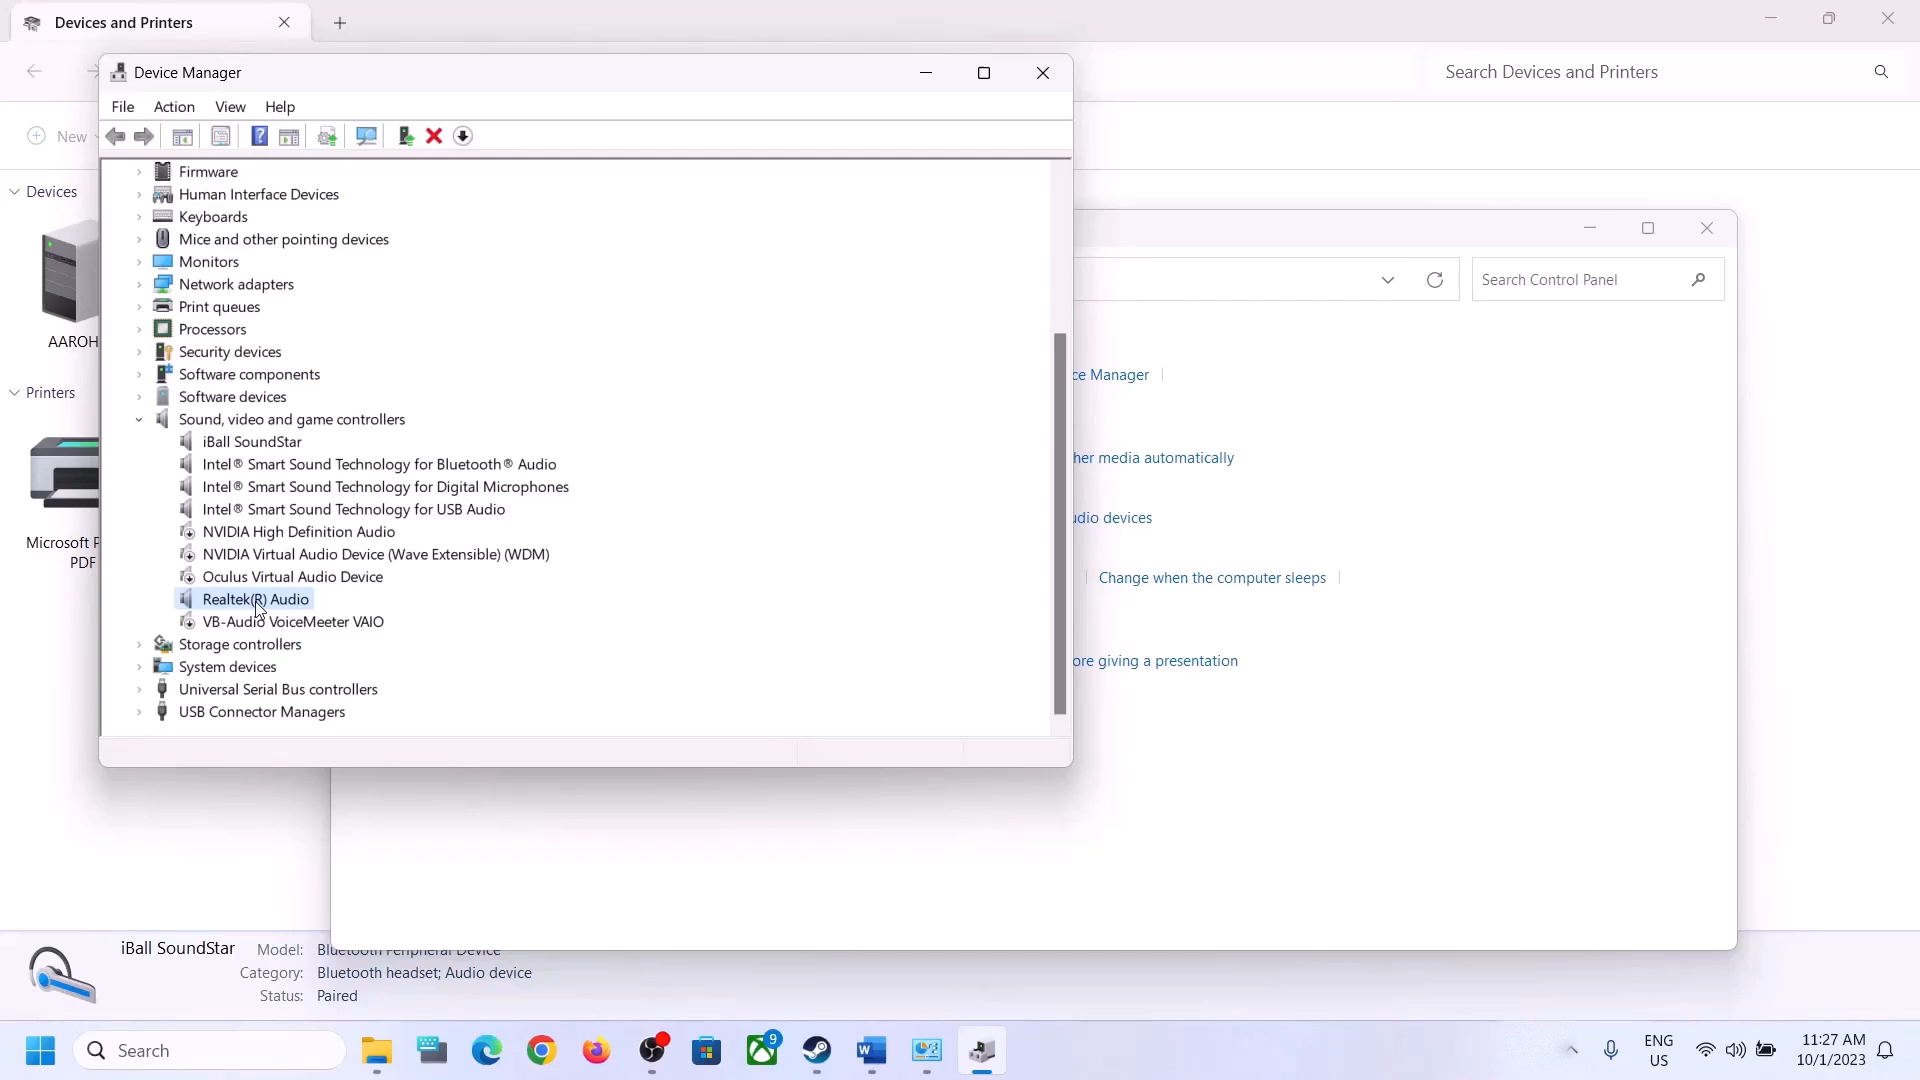 Devices and Printers
Device Manager
Search Devices and Printers
File Action View Help
New
Devices
AAROH
Printers
Microsoft P
PDF
Firmware
Human Interface Devices
Keyboards
Mice and other pointing devices
Monitors
Network adapters
Print queues
Processors
Security devices
Software components
Software devices
Sound, video and game controllers
iBall SoundStar
Intel® Smart Sound Technology for Bluetooth® Audio
Intel® Smart Sound Technology for Digital Microphones
Intel® Smart Sound Technology for USB Audio
NVIDIA High Definition Audio
NVIDIA Virtual Audio Device (Wave Extensible) (WDM)
Oculus Virtual Audio Device
Realtek(R) Audio
VB-Audio VoiceMeeter VAIO
Storage controllers
System devices
Universal Serial Bus controllers
USB Connector Managers
Search Control Panel
ce Manager
her media automatically
udio devices
Change when the computer sleeps
ore giving a presentation
iBall SoundStar
Model: Bluetooth Peripheral Device
Category: Bluetooth headset; Audio device
Status: Paired
Search
9
ENG
US
11:27 AM
10/1/2023